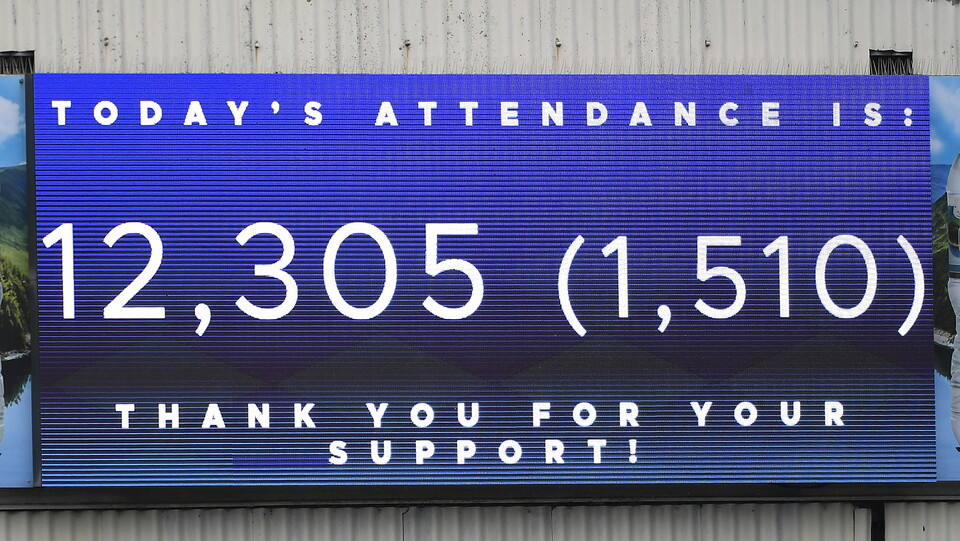 TODAY'S ATTENDANCE IS:
12,305 (1,510)
THANK YOU FOR YOUR
SUPPORT!